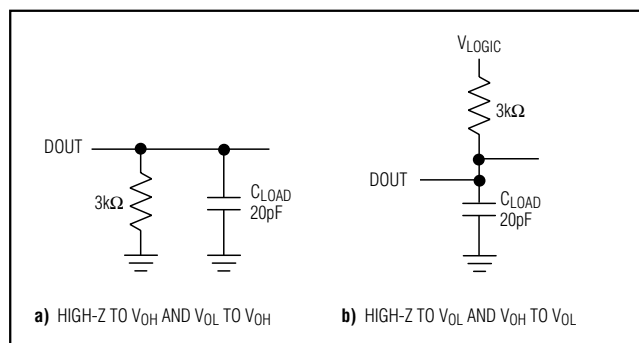 DOUT
3kΩ
CLOAD
20pF
a) HIGH-Z TO VOH AND VOL TO VOH
VLOGIC
3kΩ
DOUT
CLOAD
20pF
b) HIGH-Z TO VOL AND VOH TO VOL